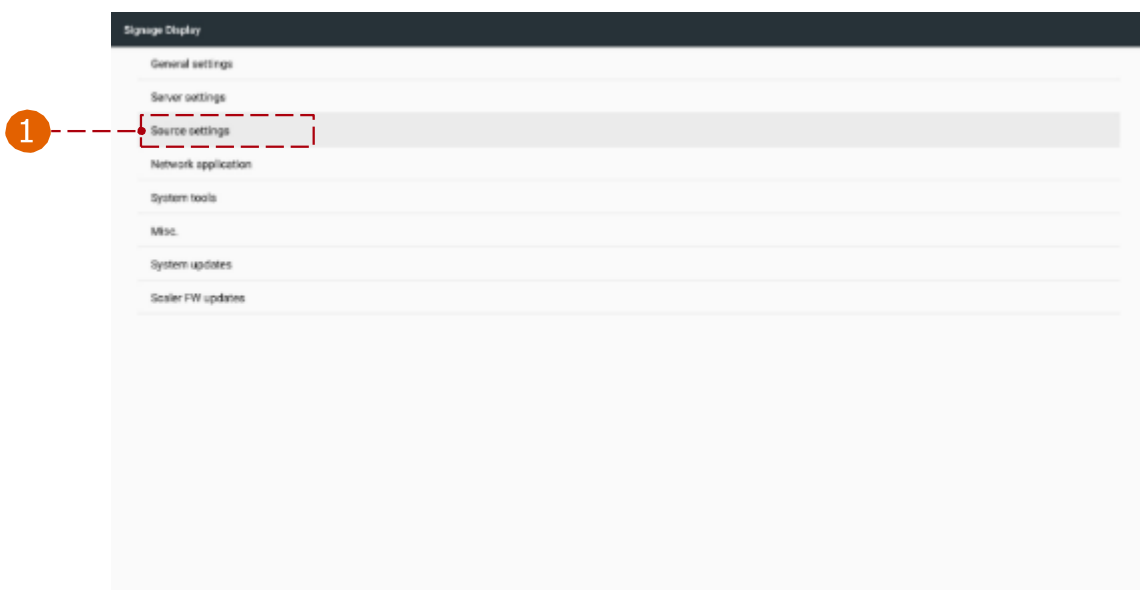 Signage Display
General settings
Server settings
1
Source settings
Network application
System tools
Misc.
System updates
Scaler FW updates